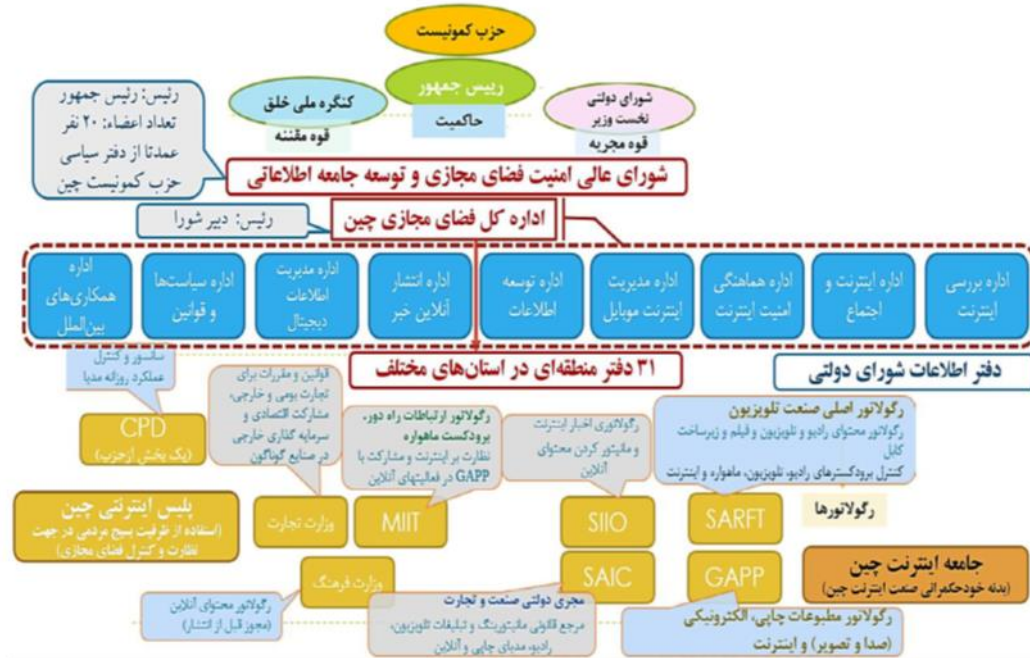 حزب کمونیست
رییس جمهور
حاکمیت
کنگره ملی خلق
قوه مقننه
شورای دولتی
نخست وزیر
قوه مجریه
رئیس: رئیس جمهور
تعداد اعضاء: ۲۰ نفر
عمدتا از دفتر سیاسی
حزب کمونیست چین
شورای عالی امنیت فضای مجازی و توسعه جامعه اطلاعاتی
اداره کل فضای مجازی چین
رئیس: دبیر شورا
اداره بررسی
اینترنت
اداره اینترنت و
اجتماع
اداره هماهنگی
امنیت اینترنت
اداره مدیریت
اینترنت موبایل
اداره توسعه
اطلاعات
اداره انتشار
آنلاین خبر
اداره مدیریت
اطلاعات
دیجیتال
اداره سیاست‌ها
و قوانین
اداره
همکاری‌های
بین‌الملل
۳۱ دفتر منطقه‌ای در استان‌های مختلف
دفتر اطلاعات شورای دولتی
سانسور و کنترل
عملکرد روزانه مدیا
CPD
(یک بخش ازحزب)
قوانین و مقررات برای
تجارت بومی و خارجی،
مشارکت اقتصادی و
سرمایه گذاری خارجی
در صنایع گوناگون
رگولاتور ارتباطات راه دور،
برودکست ماهواره
نظارت بر اینترنت و مشارکت با
GAPP در فعالیتهای آنلاین
رگولاتوری اخبار اینترنت
و مانیتور کردن محتوای
آنلاین
رگولاتور اصلی صنعت تلویزیون
رگولاتور محتوای رادیو و تلویزیون و فیلم و زیرساخت
کابل
کنترل برودکسترهای رادیو، تلویزیون، ماهواره و اینترنت
رگولاتورها
SARFT
SIIO
MIIT
وزارت تجارت
پلیس اینترنتی چین
(استفاده از ظرفیت بسیج مردمی در جهت
نظارت و کنترل فضای مجازی)
جامعه اینترنت چین
(بدنه خودحکمرانی صنعت اینترنت چین)
GAPP
SAIC
وزارت فرهنگ
رگولاتور محتوای آنلاین
(مجوز قبل از انتشار)
مجری دولتی صنعت و تجارت
مرجع قانونی مانیتورینگ و تبلیغات تلویزیون،
رادیو، مدیای چاپی و آنلاین
رگولاتور مطبوعات چاپی، الکترونیکی
(صدا و تصویر) و اینترنت